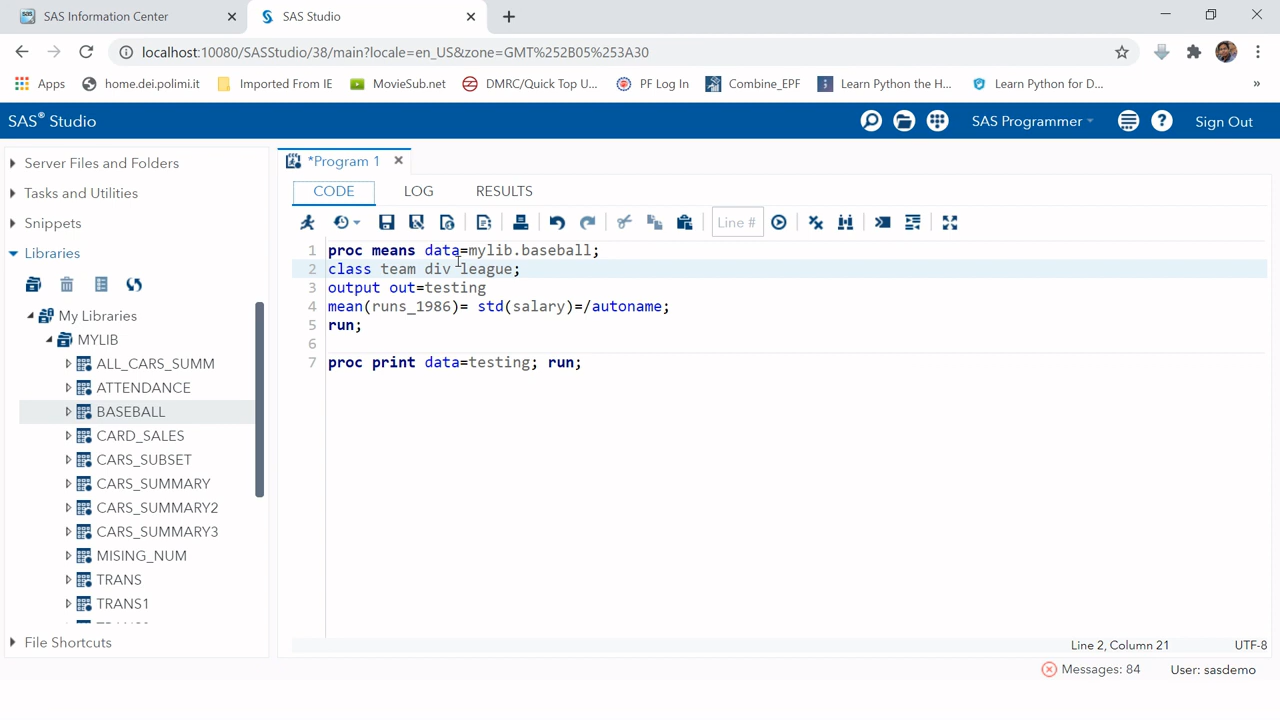 SAS Information Center
SAS Studio
localhost:10080/SASStudio/38/main?locale=en_US&zone=GMT%252B05%253A30
Apps
home.dei.polimi.it
Imported From IE
MovieSub.net
DMRC/Quick Top U...
PF Log In
Combine_EPF
Learn Python the H...
Learn Python for D...
»
SAS® Studio
SAS Programmer
Sign Out
Server Files and Folders
Tasks and Utilities
Snippets
Libraries
My Libraries
MYLIB
ALL_CARS_SUMM
ATTENDANCE
BASEBALL
CARD_SALES
CARS_SUBSET
CARS_SUMMARY
CARS_SUMMARY2
CARS_SUMMARY3
MISING_NUM
TRANS
TRANS1
File Shortcuts
*Program 1
CODE LOG RESULTS
Line #
1 proc means data=mylib.baseball;
2 class team div league;
3 output out=testing
4 mean(runs_1986)= std(salary)=/autoname;
5 run;
6
7 proc print data=testing; run;
Line 2, Column 21
UTF-8
Messages: 84
User: sasdemo